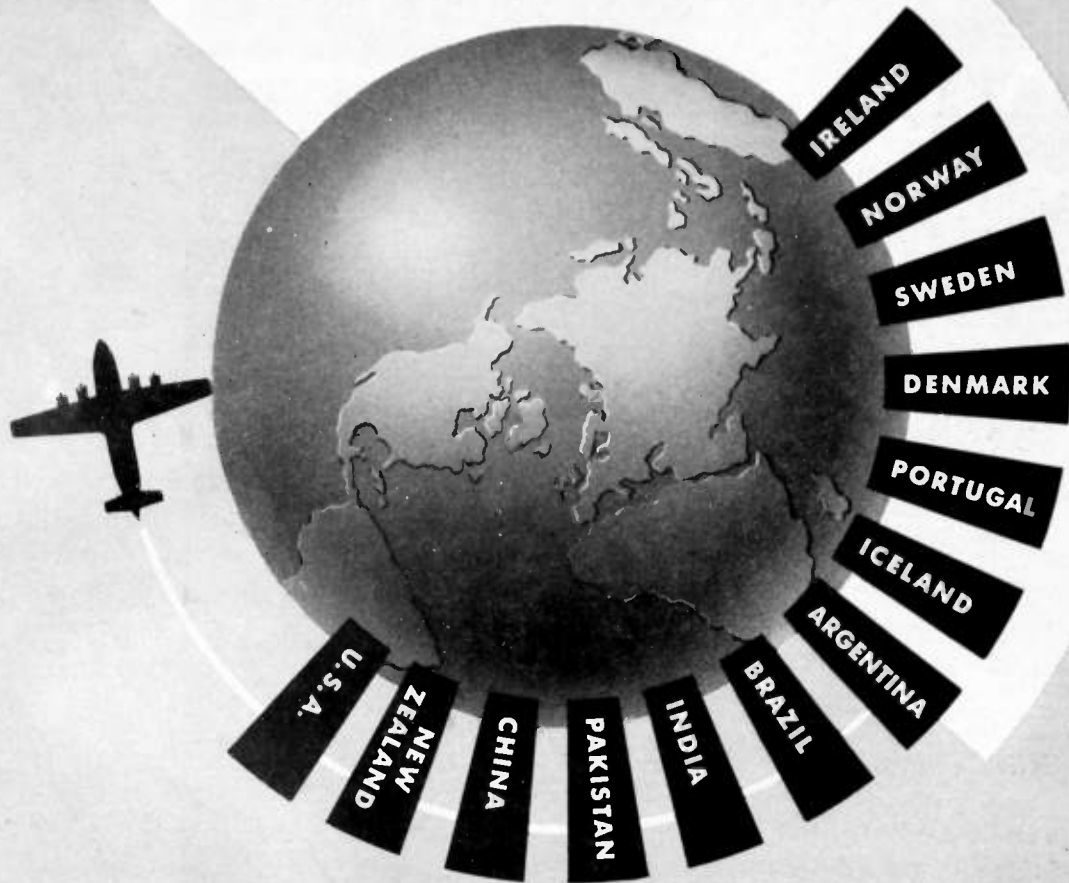 IRELAND
NORWAY
SWEDEN
DENMARK
PORTUGAL
ICELAND
ARGENTINA
BRAZIL
INDIA
PAKISTAN
CHINA
NEW
ZEALAND
U.S.A.